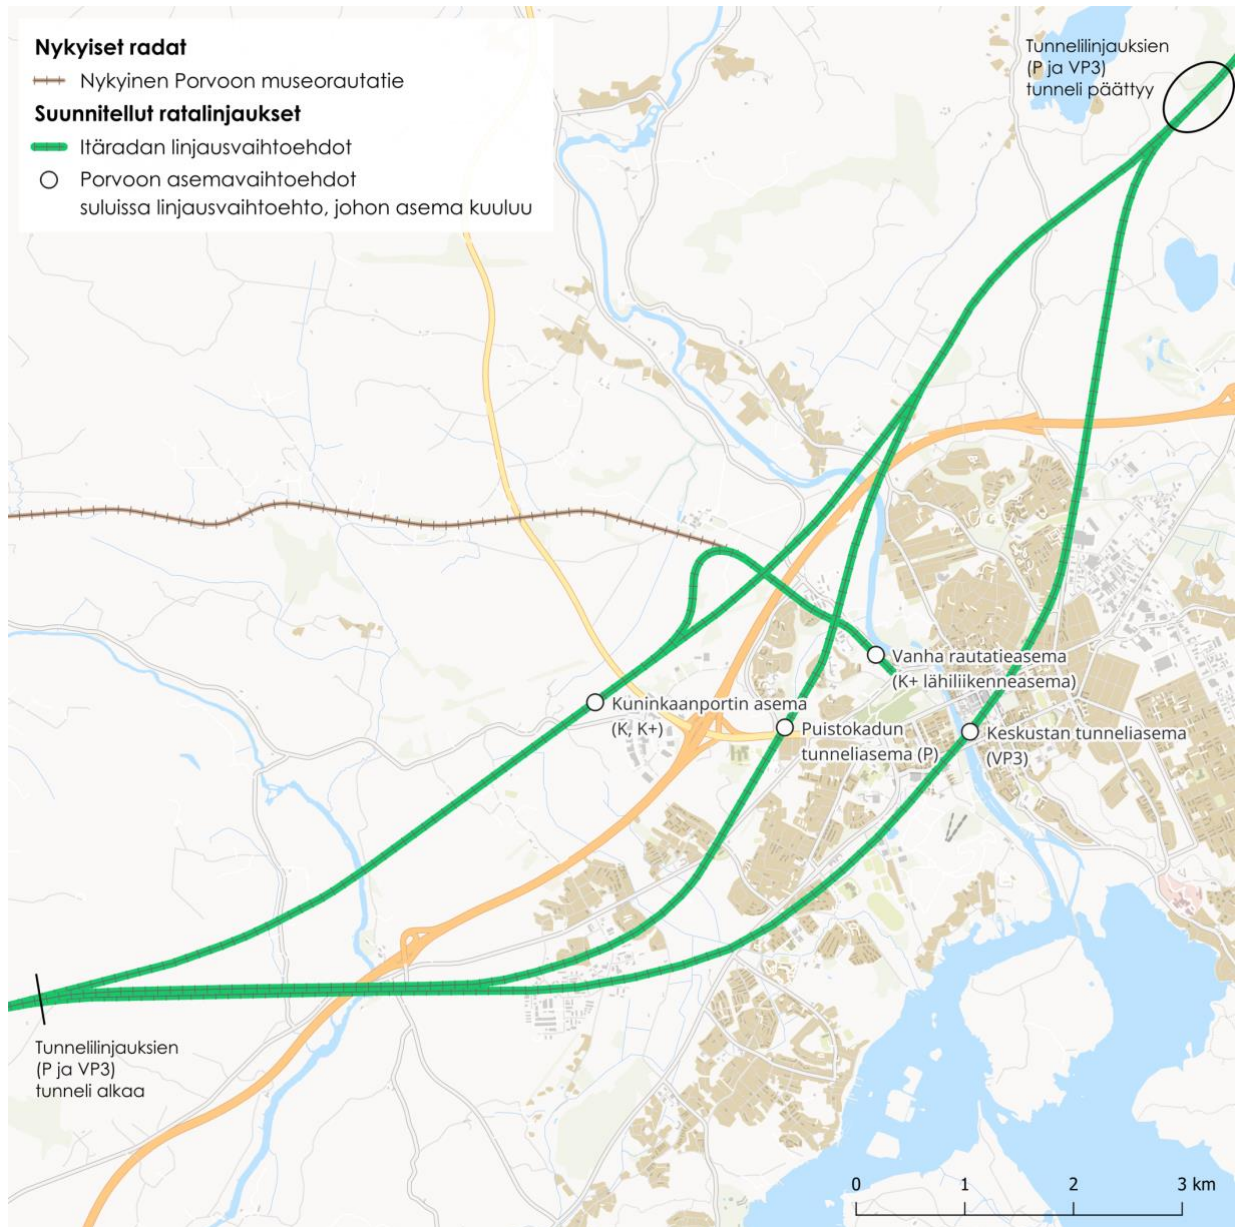 Nykyiset radat
Nykyinen Porvoon museorautatie
Suunnitellut ratalinjaukset
Itäradan linjausvaihtoehdot
Porvoon asemavaihtoehdot
suluissa linjausvaihtoehto, johon asema kuuluu
Tunnelilinjauksien
(P ja VP3)
tunneli päättyy
Vanha rautatieasema
(K+ lähiliikenneasema)
Kuninkaanportin asema
(K, K+)
Puistokadun
tunneliasema (P)
Keskustan tunneliasema
(VP3)
Tunnelilinjauksien
(P ja VP3)
tunneli alkaa
0 1 2 3 km